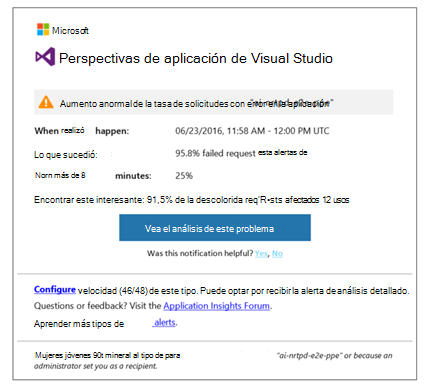 Microsoft
Perspectivas de aplicación de Visual Studio
Aumento anormal de la tasa de solicitudes con error en la aplicación
When realizó happen: 06/23/2016, 11:58 AM - 12:00 PM UTC
Lo que sucedió: 95.8% failed request esta alertas de
Norn más de 8 minutes: 25%
Encontrar este interesante: 91,5% de la descolorida req'R•sts afectados 12 usos
Vea el análisis de este problema
Was this notification helpful? Yes, No
Configure velocidad (46/48) de este tipo. Puede optar por recibir la alerta de análisis detallado.
Questions or feedback? Visit the Application Insights Forum.
Aprender más tipos de alerts.
Mujeres jóvenes 90t mineral al tipo de para "ai-nrtpd-e2e-ppe" or because an
administrator set you as a recipient.